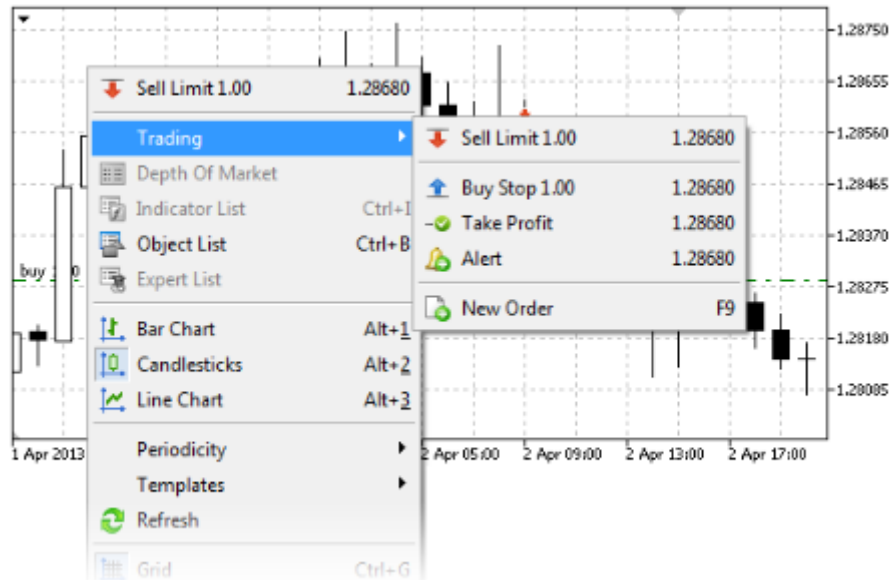 1.28750
Sell Limit 1.00 1.28680
1.28655
Trading
Sell Limit 1.00 1.28680
1.28560
Depth Of Market
Buy Stop 1.00 1.28680
1.28465
Indicator List Ctrl+I
Take Profit 1.28680
Object List Ctrl+B
1.28370
Alert 1.28680
buy
Expert List
1.28275
New Order F9
Bar Chart Alt+1
1.28180
Candlesticks Alt+2
1.28085
Line Chart Alt+3
Periodicity
1 Apr 2013 2 Apr 05:00 2 Apr 09:00 2 Apr 13:00 2 Apr 17:00
Templates
Refresh
Grid Ctrl+G